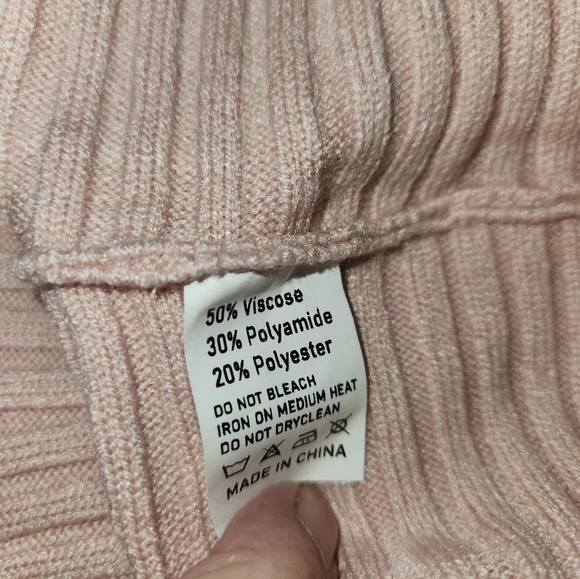 50% Viscose
30% Polyamide
20% Polyester
DO NOT BLEACH
IRON ON MEDIUM HEAT
DO NOT DRYCLEAN
MADE IN CHINA